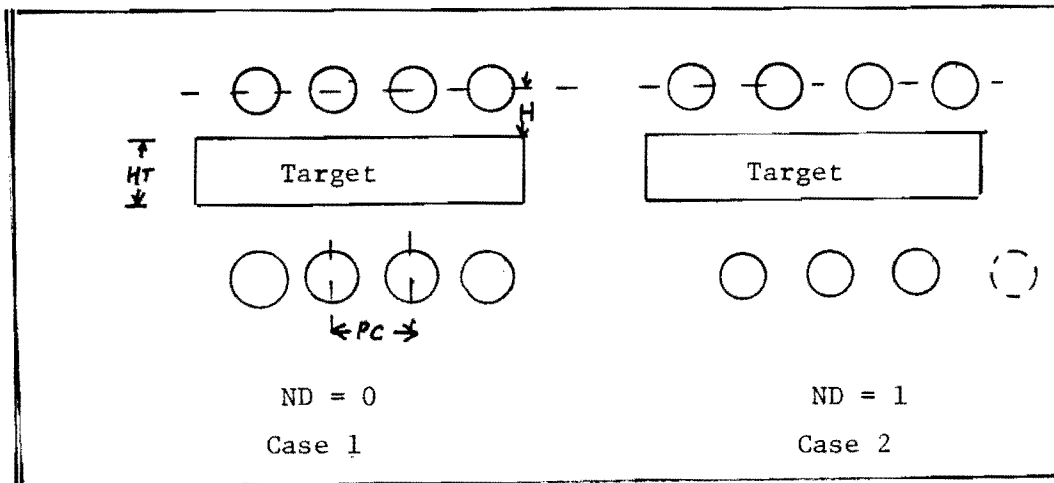 H
HT
Target
Target
PC
ND = 0
ND = 1
Case 1
Case 2